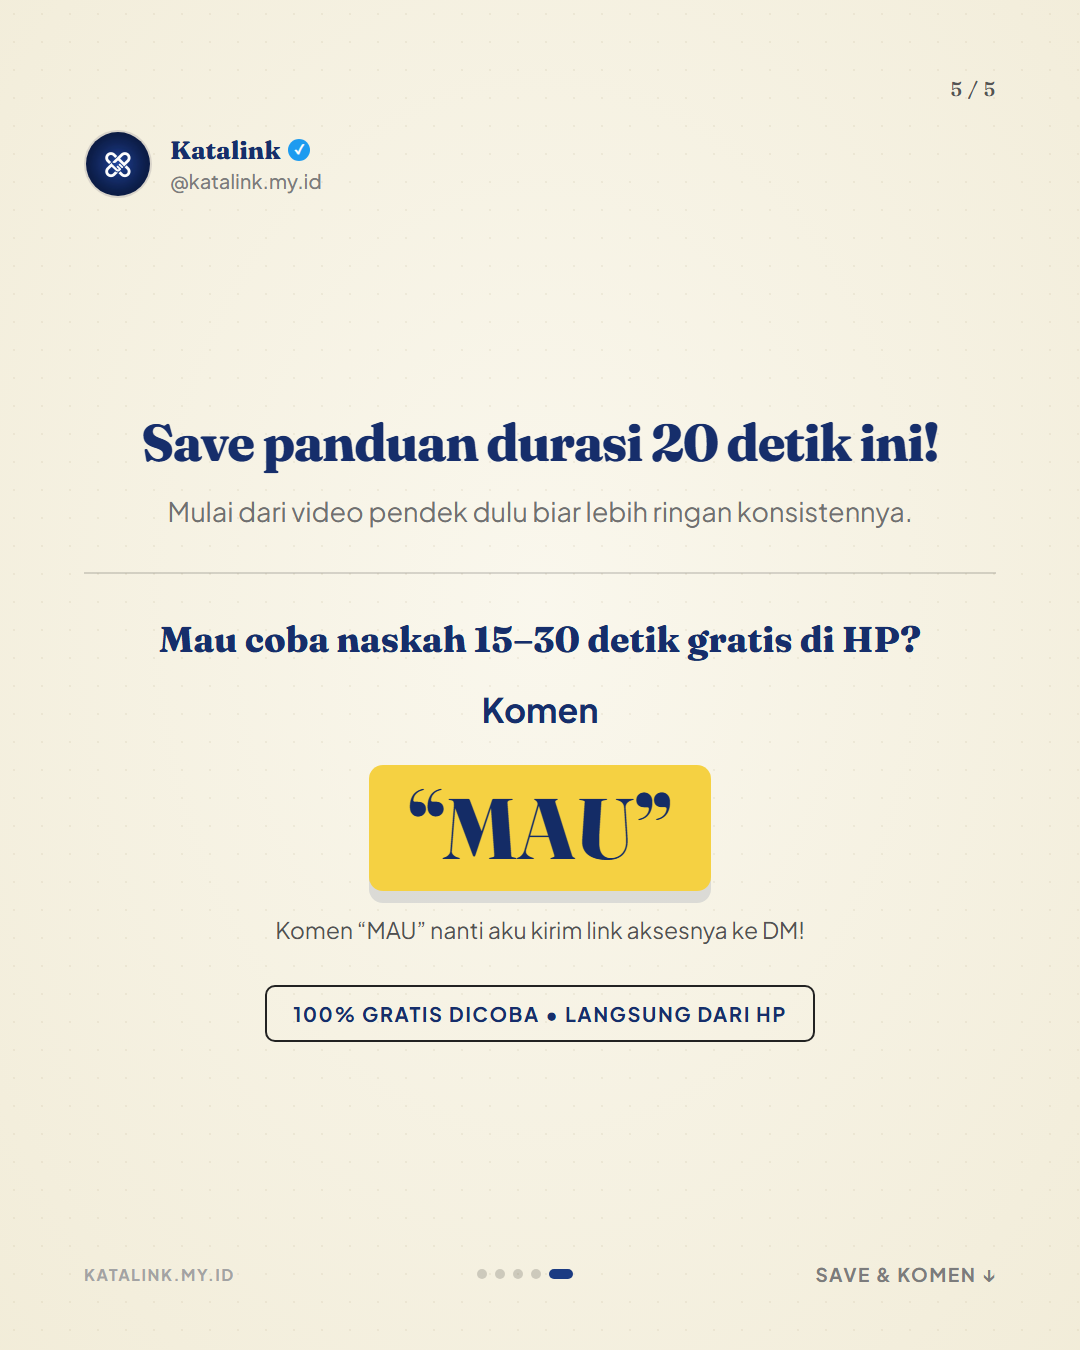 5 / 5
Katalink
@katalink.my.id
Save panduan durasi 20 detik ini!
Mulai dari video pendek dulu biar lebih ringan konsistennya.
Mau coba naskah 15–30 detik gratis di HP?
Komen
“MAU”
Komen “MAU” nanti aku kirim link aksesnya ke DM!
100% GRATIS DICOBA • LANGSUNG DARI HP
KATALINK.MY.ID
SAVE & KOMEN ↓